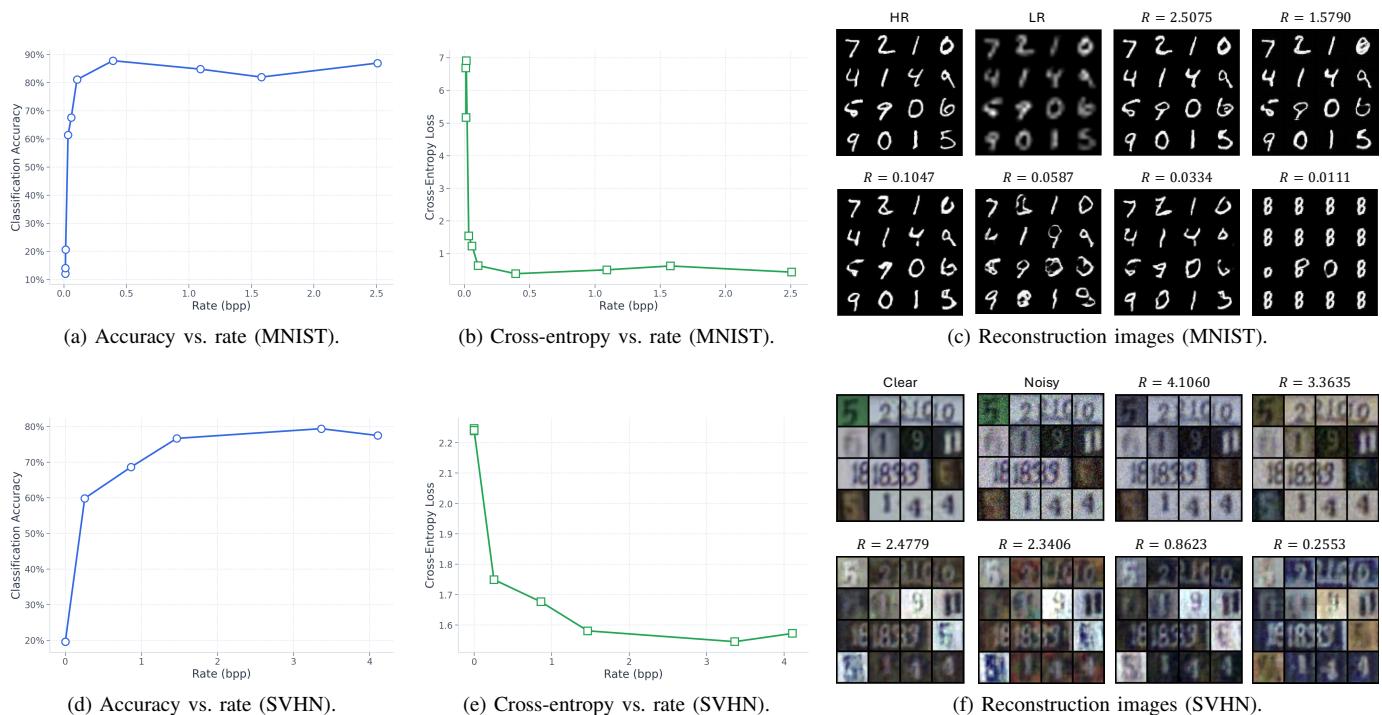 90%
80%
70%
60%
50%
40%
30%
20%
10%
Classification Accuracy
0.0 0.5 1.0 1.5 2.0 2.5
Rate (bpp)
(a) Accuracy vs. rate (MNIST).
7
6
5
4
3
2
1
Cross-Entropy Loss
0.0 0.5 1.0 1.5 2.0 2.5
Rate (bpp)
(b) Cross-entropy vs. rate (MNIST).
HR LR R = 2.5075 R = 1.5790
R = 0.1047 R = 0.0587 R = 0.0334 R = 0.0111
(c) Reconstruction images (MNIST).
80%
70%
60%
50%
40%
30%
20%
Classification Accuracy
0 1 2 3 4
Rate (bpp)
(d) Accuracy vs. rate (SVHN).
2.2
2.1
2.0
1.9
1.8
1.7
1.6
Cross-Entropy Loss
0 1 2 3 4
Rate (bpp)
(e) Cross-entropy vs. rate (SVHN).
Clear Noisy R = 4.1060 R = 3.3635
R = 2.4779 R = 2.3406 R = 0.8623 R = 0.2553
(f) Reconstruction images (SVHN).